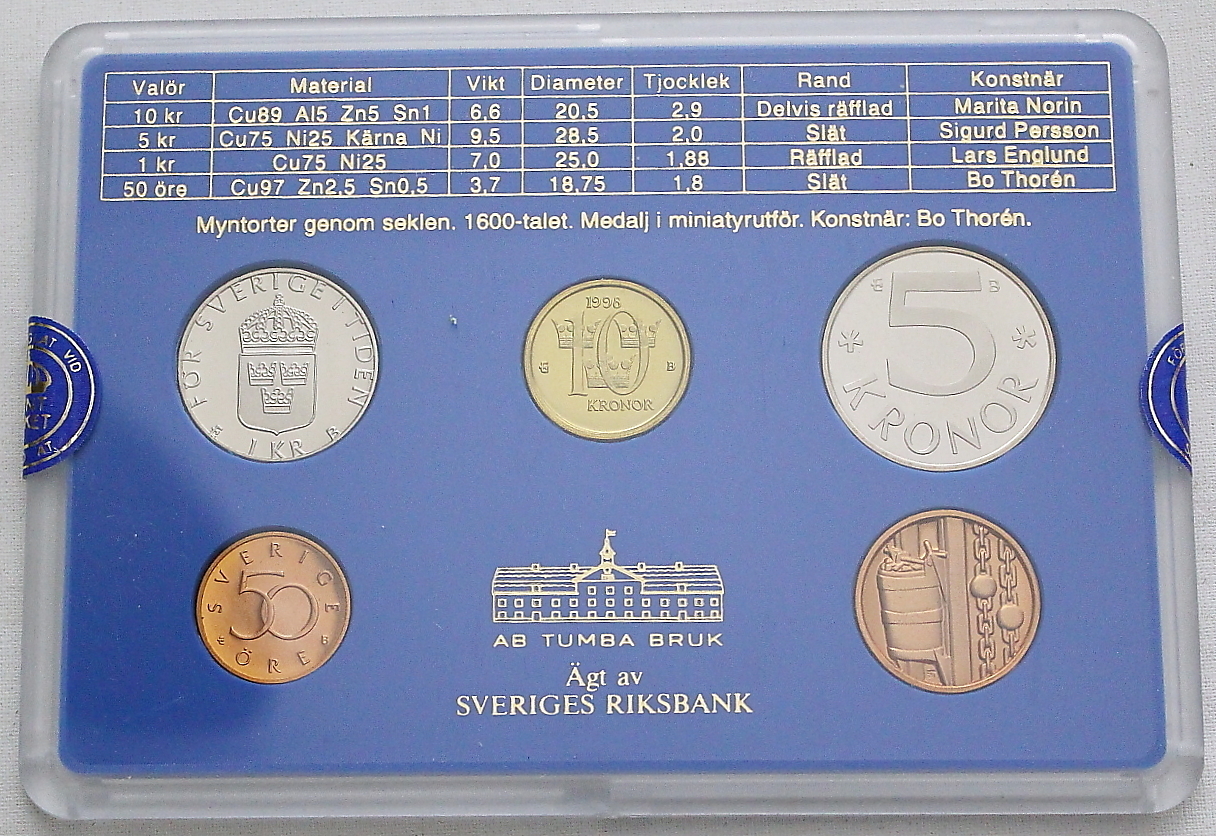 Valör Material Vikt Diameter Tjocklek Rand Konstnär
10 kr Cu89 Al5 Zn5 Sn1 6,6 20,5 2,9 Delvis räfflad Marita Norin
5 kr Cu75 Ni25 Kärna Ni 9,5 28,5 2,0 Slät Sigurd Persson
1 kr Cu75 Ni25 7,0 25,0 1,88 Räfflad Lars Englund
50 öre Cu97 Zn2,5 Sn0,5 3,7 18,75 1,8 Slät Bo Thorén
Myntorter genom seklen. 1600-talet. Medalj i miniatyrutför. Konstnär: Bo Thorén.
FÖR SVERIGE I TIDEN
1 KR B
1996
10
B
KRONOR
B
5
KRONOR
AT VID
AT.
FÖR
SVERIGE
50
B
ÖRE
AB TUMBA BRUK
Ägt av
SVERIGES RIKSBANK